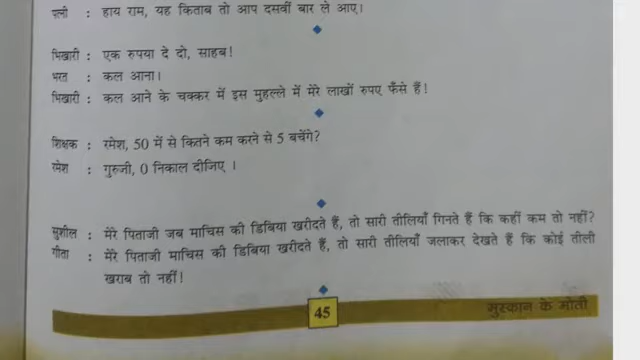 पत्नी : हाय राम, यह किताब तो आप दसवीं बार ले आए।
भिखारी : एक रुपया दे दो, साहब!
भरत : कल आना।
भिखारी : कल आने के चक्कर में इस मुहल्ले में मेरे लाखों रुपए फँसे हैं!
शिक्षक : रमेश, 50 में से कितने कम करने से 5 बचेंगे?
रमेश : गुरुजी, 0 निकाल दीजिए ।
सुशील : मेरे पिताजी जब माचिस की डिबिया खरीदते हैं, तो सारी तीलियाँ गिनते हैं कि कहीं कम तो नहीं?
गीता : मेरे पिताजी माचिस की डिबिया खरीदते हैं, तो सारी तीलियाँ जलाकर देखते हैं कि कोई तीली
खराब तो नहीं!
45 मुस्कान के मोती